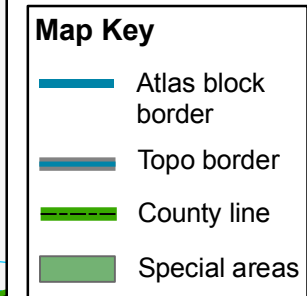 Map Key
Atlas block
border
Topo border
County line
Special areas